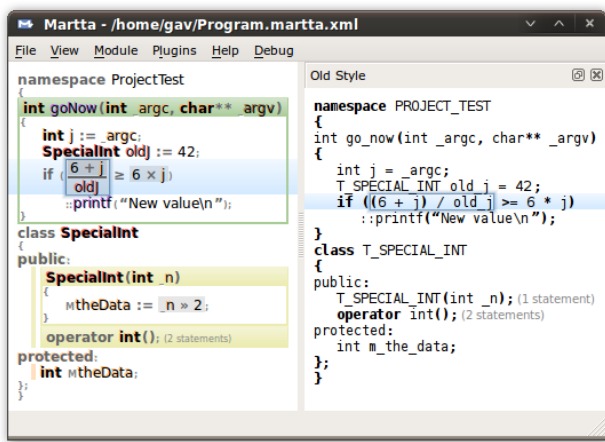 Martta - /home/gav/Program.martta.xml
File View Module Plugins Help Debug
namespace ProjectTest
{
int goNow(int _argc, char** _argv)
{
int j := _argc;
SpecialInt oldJ := 42;
if (
6 + j
oldJ
≥ 6 × j)
::printf(“New value\n”);
}
class SpecialInt
{
public:
SpecialInt(int _n)
{
MtheData := _n » 2;
}
operator int(); (2 statements)
protected:
int MtheData;
};
}
Old Style
namespace PROJECT_TEST
{
int go_now(int _argc, char** _argv)
{
int j = _argc;
T_SPECIAL_INT old_j = 42;
if ((6 + j) / old_j >= 6 * j)
::printf(“New value\n”);
}
class T_SPECIAL_INT
{
public:
T_SPECIAL_INT(int _n); (1 statement)
operator int(); (2 statements)
protected:
int m_the_data;
};
}